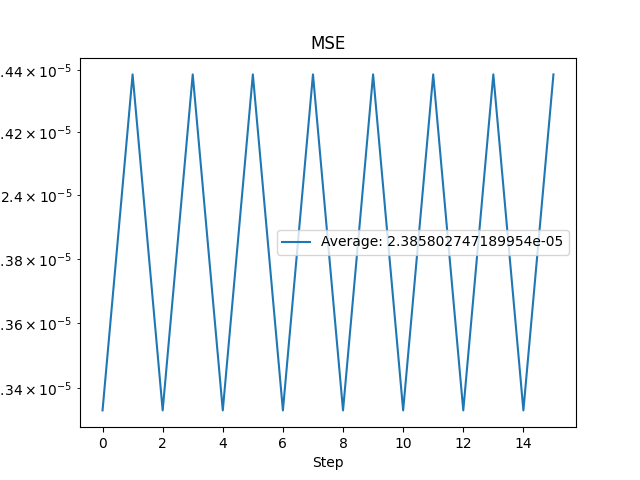 MSE
.44 × 10⁻⁵
.42 × 10⁻⁵
2.4 × 10⁻⁵
.38 × 10⁻⁵
.36 × 10⁻⁵
.34 × 10⁻⁵
Average: 2.385802747189954e-05
0 2 4 6 8 10 12 14
Step